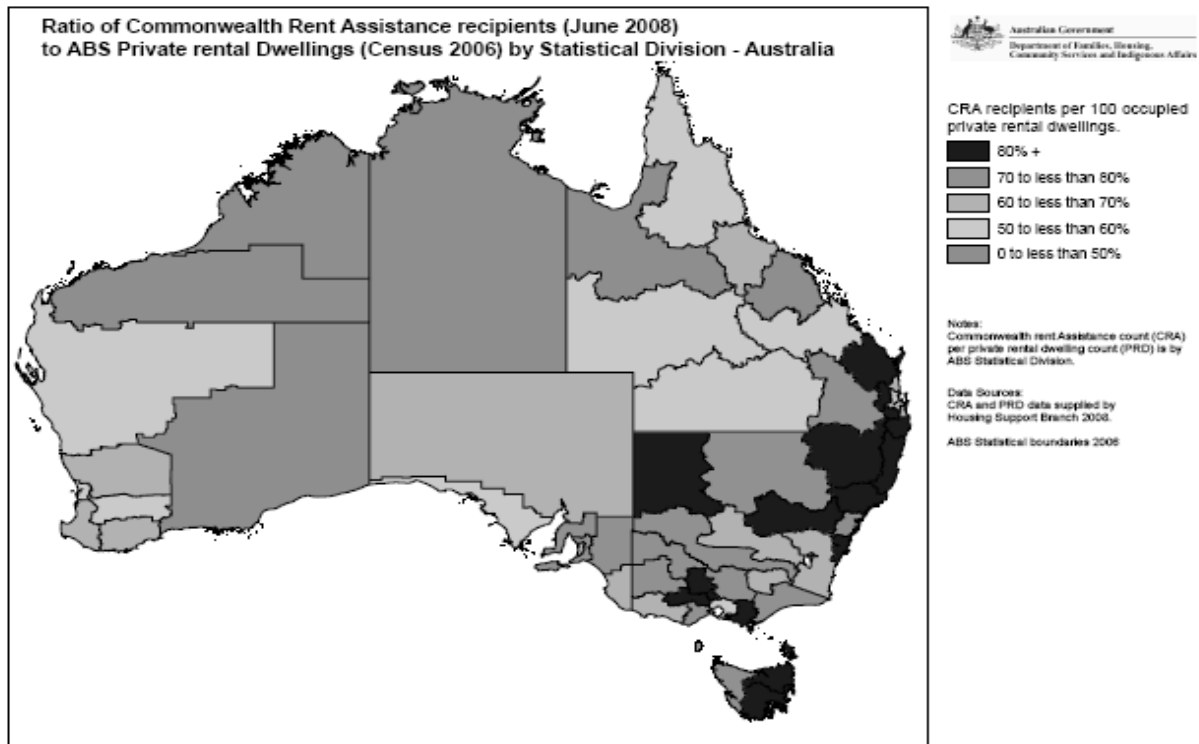 Ratio of Commonwealth Rent Assistance recipients (June 2008)
to ABS Private rental Dwellings (Census 2006) by Statistical Division - Australia
Australian Government
Department of Families, Housing,
Community Services and Indigenous Affairs
CRA recipients per 100 occupied
private rental dwellings.
80% +
70 to less than 80%
60 to less than 70%
50 to less than 60%
0 to less than 50%
Notes:
Commonwealth rent Assistance count (CRA)
per private rental dwelling count (PRD) is by
ABS Statistical Division.
Data Sources:
CRA and PRD data supplied by
Housing Support Branch 2008.
ABS Statistical boundaries 2006